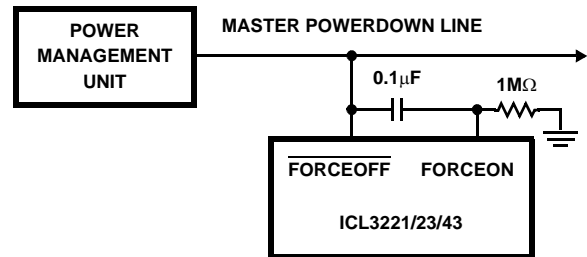 POWER
MANAGEMENT
UNIT
MASTER POWERDOWN LINE
0.1μF
1MΩ
FORCEOFF FORCEON
ICL3221/23/43